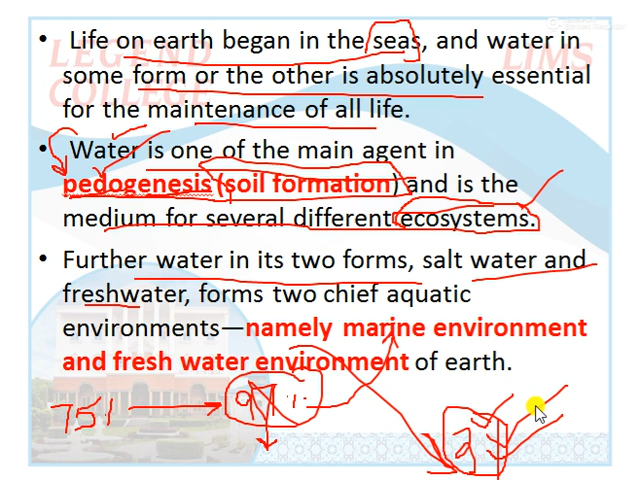 LEGEND
COLLEGE
LIMS
• Life on earth began in the seas, and water in
some form or the other is absolutely essential
for the maintenance of all life.
• Water is one of the main agent in
pedogenesis (soil formation) and is the
medium for several different ecosystems.
• Further water in its two forms, salt water and
freshwater, forms two chief aquatic
environments—namely marine environment
and fresh water environment of earth.